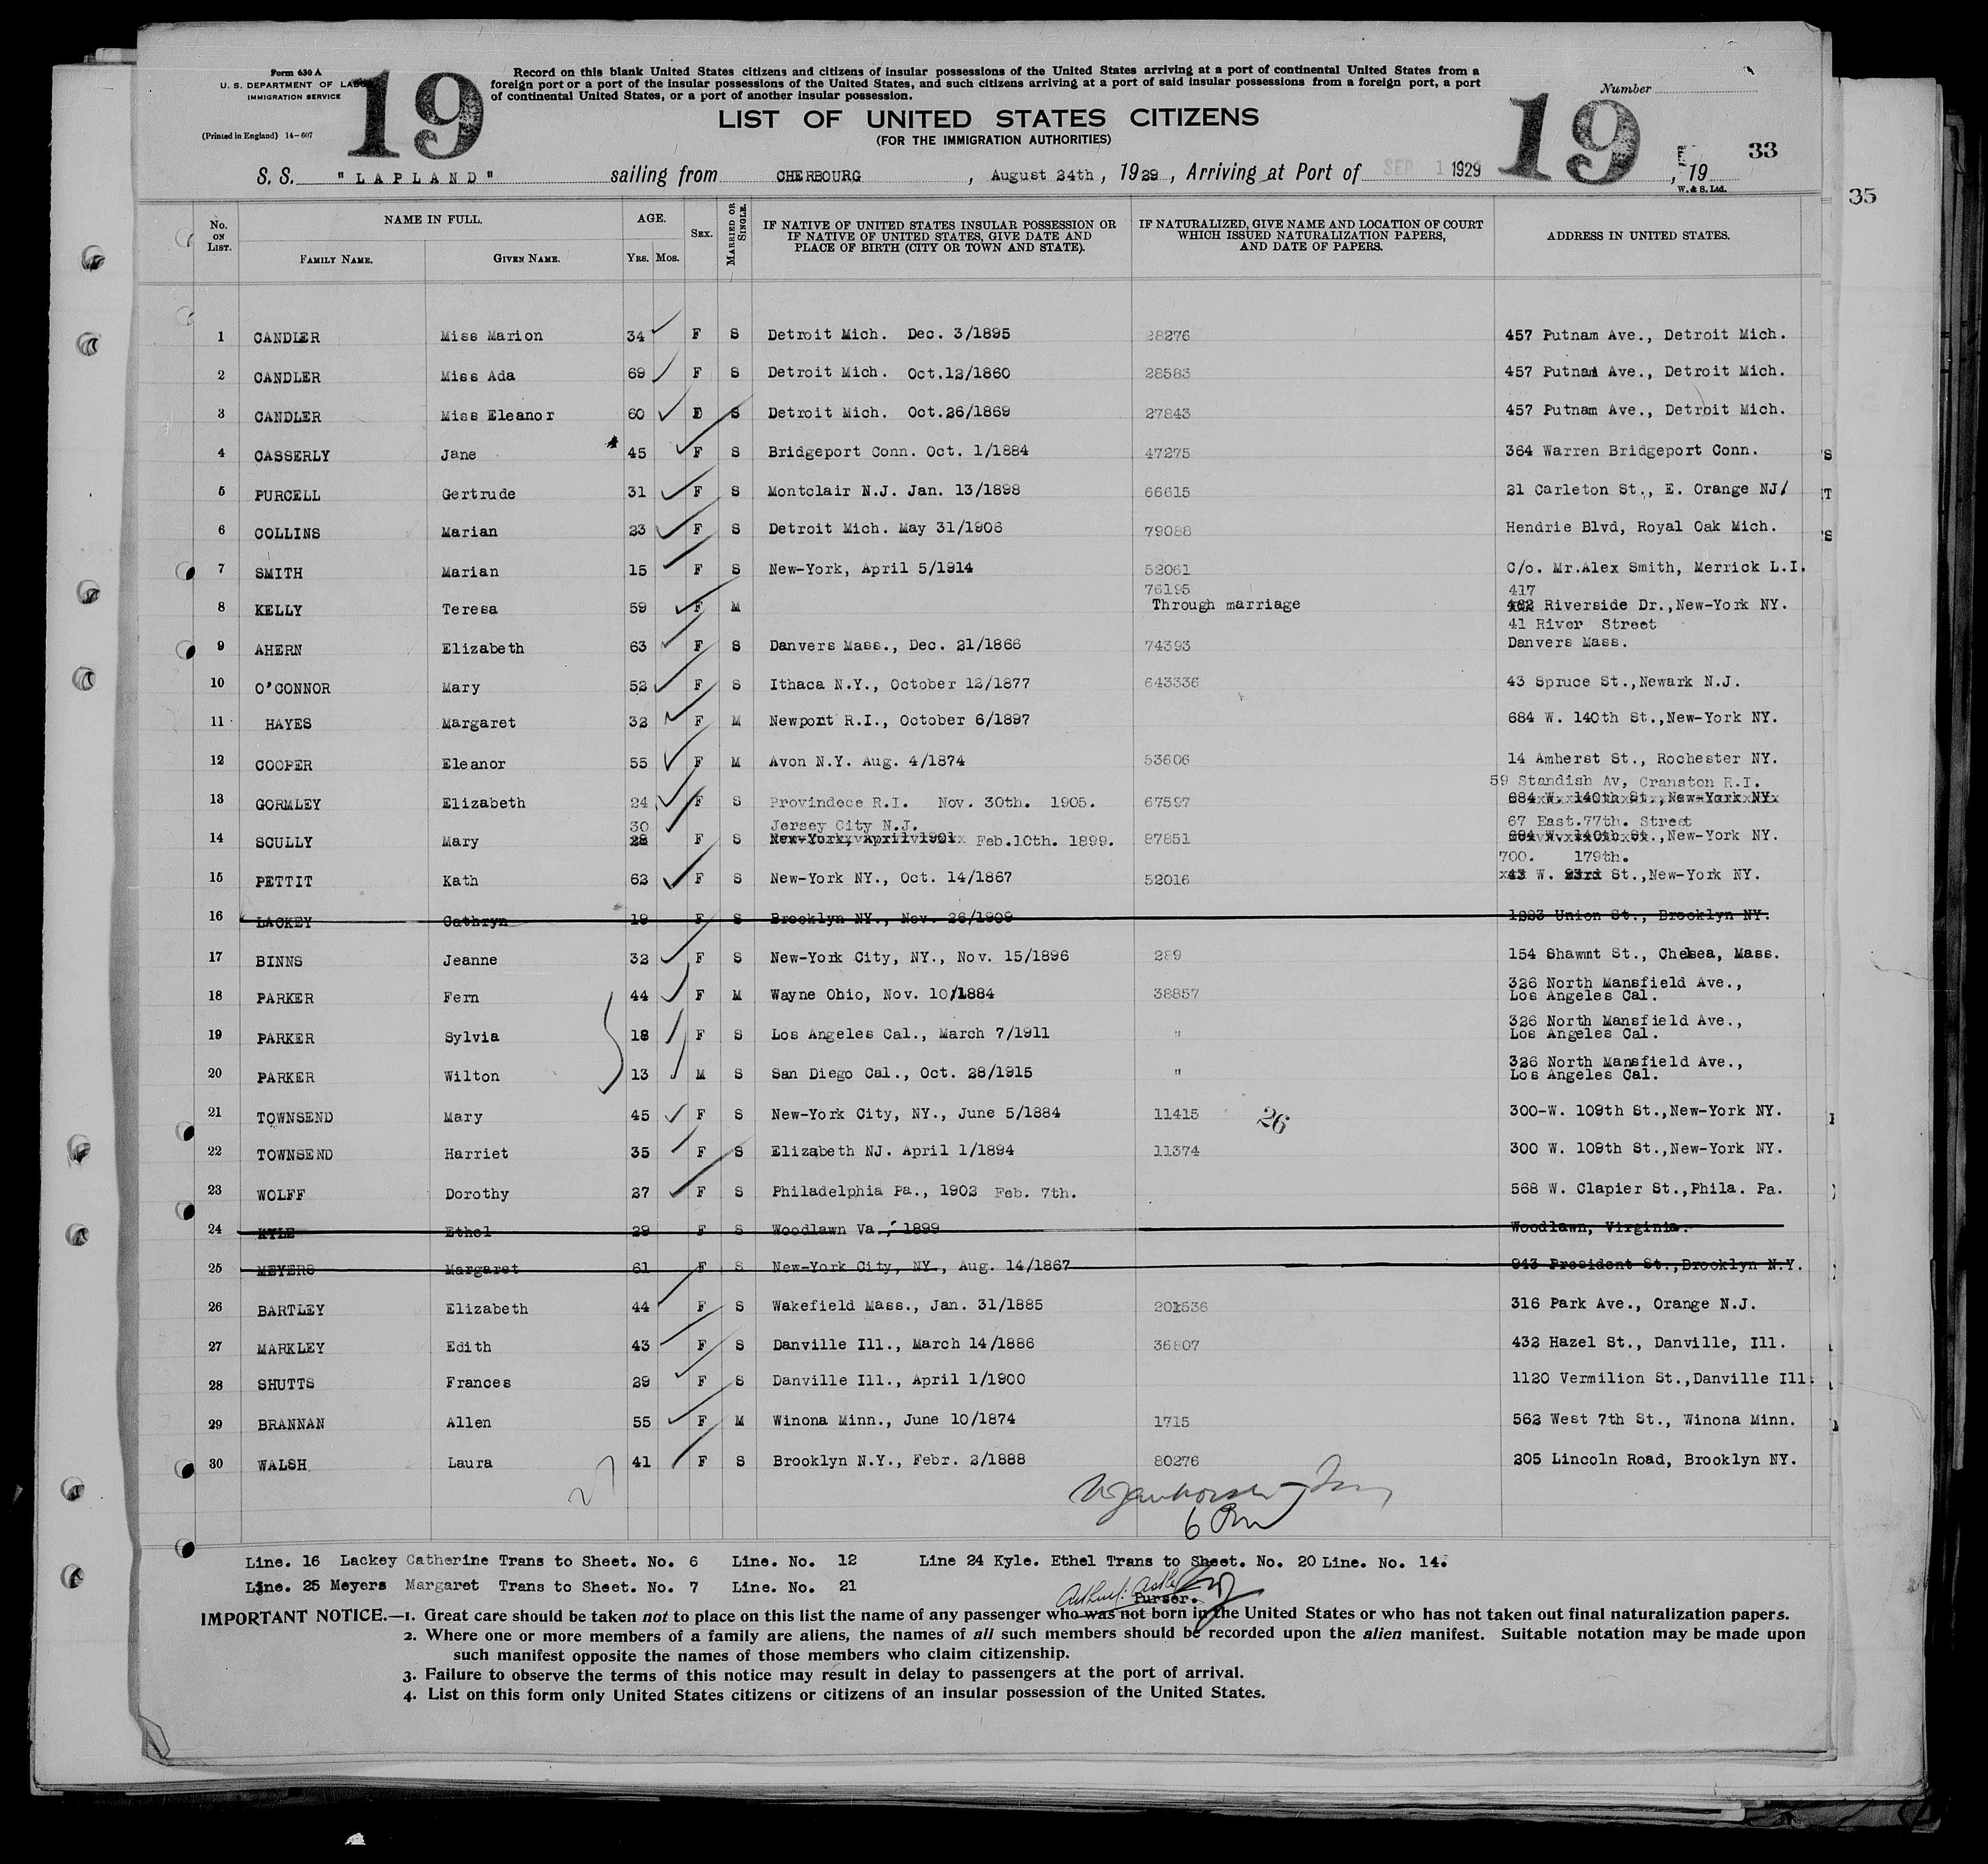 Form 630 A
U. S. DEPARTMENT OF LABOR
IMMIGRATION SERVICE
(Printed in England) 14-607
19
Record on this blank United States citizens and citizens of insular possessions of the United States arriving at a port of continental United States from a
foreign port or a port of the insular possessions of the United States, and such citizens arriving at a port of said insular possessions from a foreign port, a port
of continental United States, or a port of another insular possession.
LIST OF UNITED STATES CITIZENS
(FOR THE IMMIGRATION AUTHORITIES)
Number
19
33
35
S. S. "LAPLAND" sailing from CHERBOURG, August 24th, 1929, Arriving at Port of SEP 1 1929, 19
W. & S. Ltd.
No. ON LIST. NAME IN FULL. AGE. SEX. MARRIED OR SINGLE. IF NATIVE OF UNITED STATES INSULAR POSSESSION OR IF NATIVE OF UNITED STATES, GIVE DATE AND PLACE OF BIRTH (CITY OR TOWN AND STATE). IF NATURALIZED, GIVE NAME AND LOCATION OF COURT WHICH ISSUED NATURALIZATION PAPERS, AND DATE OF PAPERS. ADDRESS IN UNITED STATES.
FAMILY NAME. GIVEN NAME. YRS. MOS.
1 CANDLER Miss Marion 34 F S Detroit Mich. Dec. 3/1895 28276 457 Putnam Ave., Detroit Mich.
2 CANDLER Miss Ada 69 F S Detroit Mich. Oct.12/1860 28583 457 Putnam Ave., Detroit Mich.
3 CANDLER Miss Eleanor 60 S Detroit Mich. Oct.26/1869 27843 457 Putnam Ave., Detroit Mich.
4 CASSERLY Jane 45 F S Bridgeport Conn. Oct. 1/1884 47275 364 Warren Bridgeport Conn.
5 PURCELL Gertrude 31 F S Montclair N.J. Jan. 13/1898 66615 21 Carleton St., E. Orange NJ/
6 COLLINS Marian 23 F S Detroit Mich. May 31/1906 79088 Hendrie Blvd, Royal Oak Mich.
7 SMITH Marian 15 F S New-York, April 5/1914 52061 C/o. Mr.Alex Smith, Merrick L.I.
76195 417
8 KELLY Teresa 59 F M Through marriage 462 Riverside Dr.,New-York NY.
41 River Street
9 AHERN Elizabeth 63 F S Danvers Mass., Dec. 21/1866 74393 Danvers Mass.
10 O'CONNOR Mary 52 F S Ithaca N.Y., October 12/1877 643336 43 Spruce St.,Newark N.J.
11 HAYES Margaret 32 F M Newport R.I., October 6/1897 684 W. 140th St.,New-York NY.
12 COOPER Eleanor 55 F M Avon N.Y. Aug. 4/1874 53606 14 Amherst St., Rochester NY.
59 Standish Av, Cranston R.I.
13 GORMLEY Elizabeth 24 F S Provindece R.I. Nov. 30th. 1905. 67597 684 W. 140th St.,New-York NY.
30 Jersey City N.J. 67 East.77th. Street
14 SCULLY Mary 28 F S New-York, April 1901 Feb.10th. 1899. 87851 684 W. 140th St.,New-York NY.
700. 179th.
15 PETTIT Kath 62 F S New-York NY., Oct. 14/1867 52016 43 W. 93rd St.,New-York NY.
16 LACKEY Cathryn 19 F S Brooklyn NY., Nov. 26/1909 1223 Union St., Brooklyn NY.
17 BINNS Jeanne 32 F S New-York City, NY., Nov. 15/1896 289 154 Shawmt St., Chelsea, Mass.
18 PARKER Fern 44 F M Wayne Ohio, Nov. 10/1884 38857 326 North Mansfield Ave.,
Los Angeles Cal.
19 PARKER Sylvia 18 F S Los Angeles Cal., March 7/1911 " 326 North Mansfield Ave.,
Los Angeles Cal.
20 PARKER Wilton 13 M S San Diego Cal., Oct. 28/1915 " 326 North Mansfield Ave.,
Los Angeles Cal.
21 TOWNSEND Mary 45 F S New-York City, NY., June 5/1884 11415 26 300-W. 109th St.,New-York NY.
22 TOWNSEND Harriet 35 F S Elizabeth NJ. April 1/1894 11374 300 W. 109th St.,New-York NY.
23 WOLFF Dorothy 27 F S Philadelphia Pa., 1902 Feb. 7th. 568 W. Clapier St.,Phila. Pa.
24 KYLE Ethel 29 F S Woodlawn Va., 1899 Woodlawn, Virginia.
25 MEYERS Margaret 61 F S New-York City, NY., Aug. 14/1867 943 President St.,Brooklyn N.Y.
26 BARTLEY Elizabeth 44 F S Wakefield Mass., Jan. 31/1885 201536 316 Park Ave., Orange N.J.
27 MARKLEY Edith 43 F S Danville Ill., March 14/1886 36807 432 Hazel St., Danville, Ill.
28 SHUTTS Frances 29 F S Danville Ill., April 1/1900 1120 Vermilion St.,Danville Ill.
29 BRANNAN Allen 55 F M Winona Minn., June 10/1874 1715 562 West 7th St., Winona Minn.
30 WALSH Laura 41 F S Brooklyn N.Y., Febr. 2/1888 80276 205 Lincoln Road, Brooklyn NY.
27
Line. 16 Lackey Catherine Trans to Sheet. No. 6 Line. No. 12 Line 24 Kyle. Ethel Trans to Sheet. No. 20 Line. No. 14.
Line. 25 Meyers Margaret Trans to Sheet. No. 7 Line. No. 21
Purser.
IMPORTANT NOTICE.—1. Great care should be taken not to place on this list the name of any passenger who was not born in the United States or who has not taken out final naturalization papers.
2. Where one or more members of a family are aliens, the names of all such members should be recorded upon the alien manifest. Suitable notation may be made upon
such manifest opposite the names of those members who claim citizenship.
3. Failure to observe the terms of this notice may result in delay to passengers at the port of arrival.
4. List on this form only United States citizens or citizens of an insular possession of the United States.